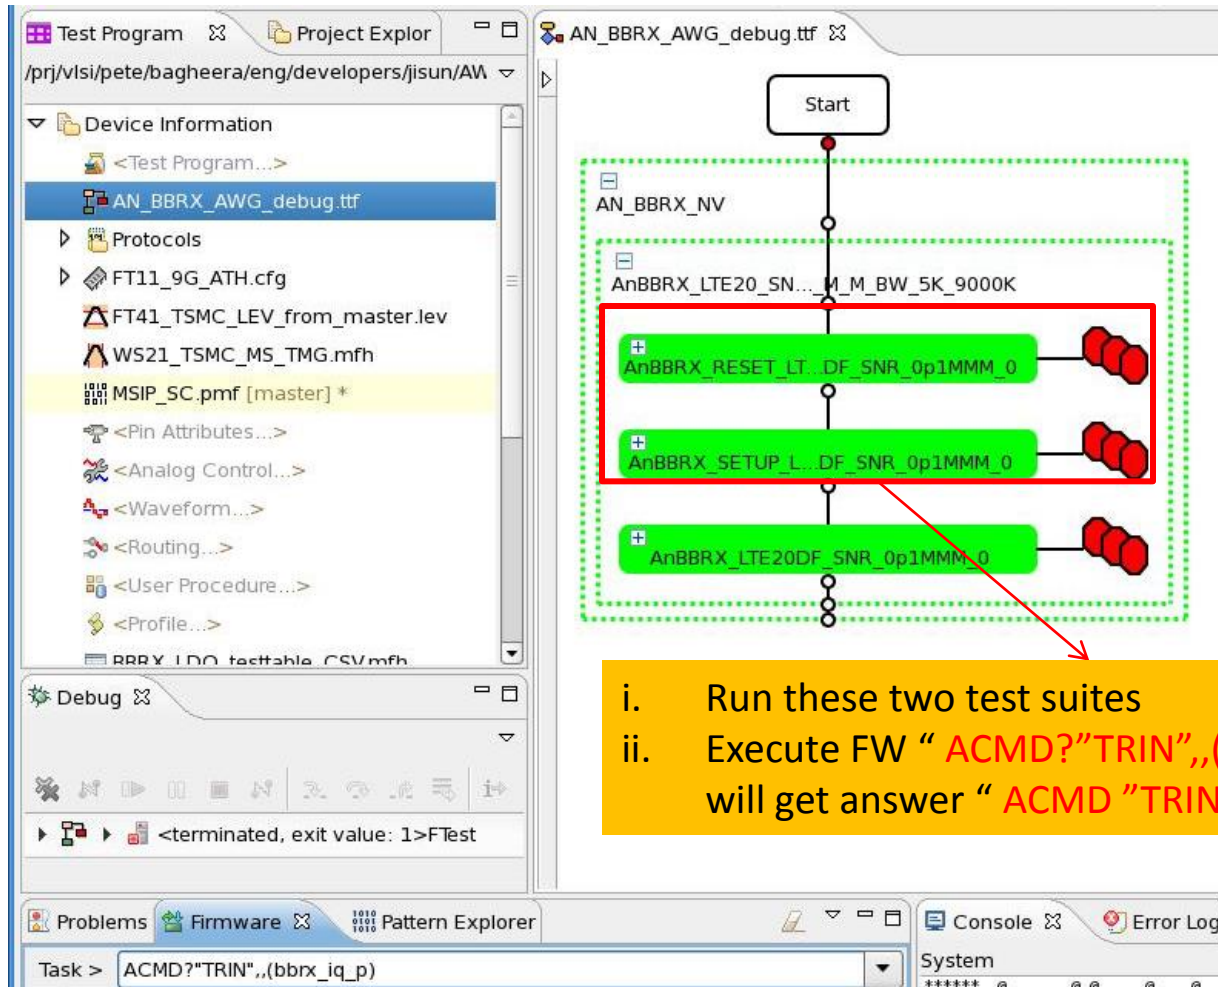 Test Program
Project Explor
/prj/vlsi/pete/bagheera/eng/developers/jisun/AW
Device Information
<Test Program...>
AN_BBRX_AWG_debug.ttf
Protocols
FT11_9G_ATH.cfg
FT41_TSMC_LEV_from_master.lev
WS21_TSMC_MS_TMG.mfh
MSIP_SC.pmf [master] *
<Pin Attributes...>
<Analog Control...>
<Waveform...>
<Routing...>
<User Procedure...>
<Profile...>
BBRX_LDO_testtable_CSV.mfh
AN_BBRX_AWG_debug.ttf
Start
AN_BBRX_NV
AnBBRX_LTE20_SN..._M_M_BW_5K_9000K
AnBBRX_RESET_LT...DF_SNR_0p1MMM_0
AnBBRX_SETUP_L...DF_SNR_0p1MMM_0
AnBBRX_LTE20DF_SNR_0p1MMM_0
i. Run these two test suites
ii. Execute FW “ ACMD?”TRIN”,,(
will get answer “ ACMD ”TRIN
Debug
<terminated, exit value: 1>FTest
Problems
Firmware
Pattern Explorer
Task > ACMD?"TRIN",,(bbrx_iq_p)
Console
Error Log
System